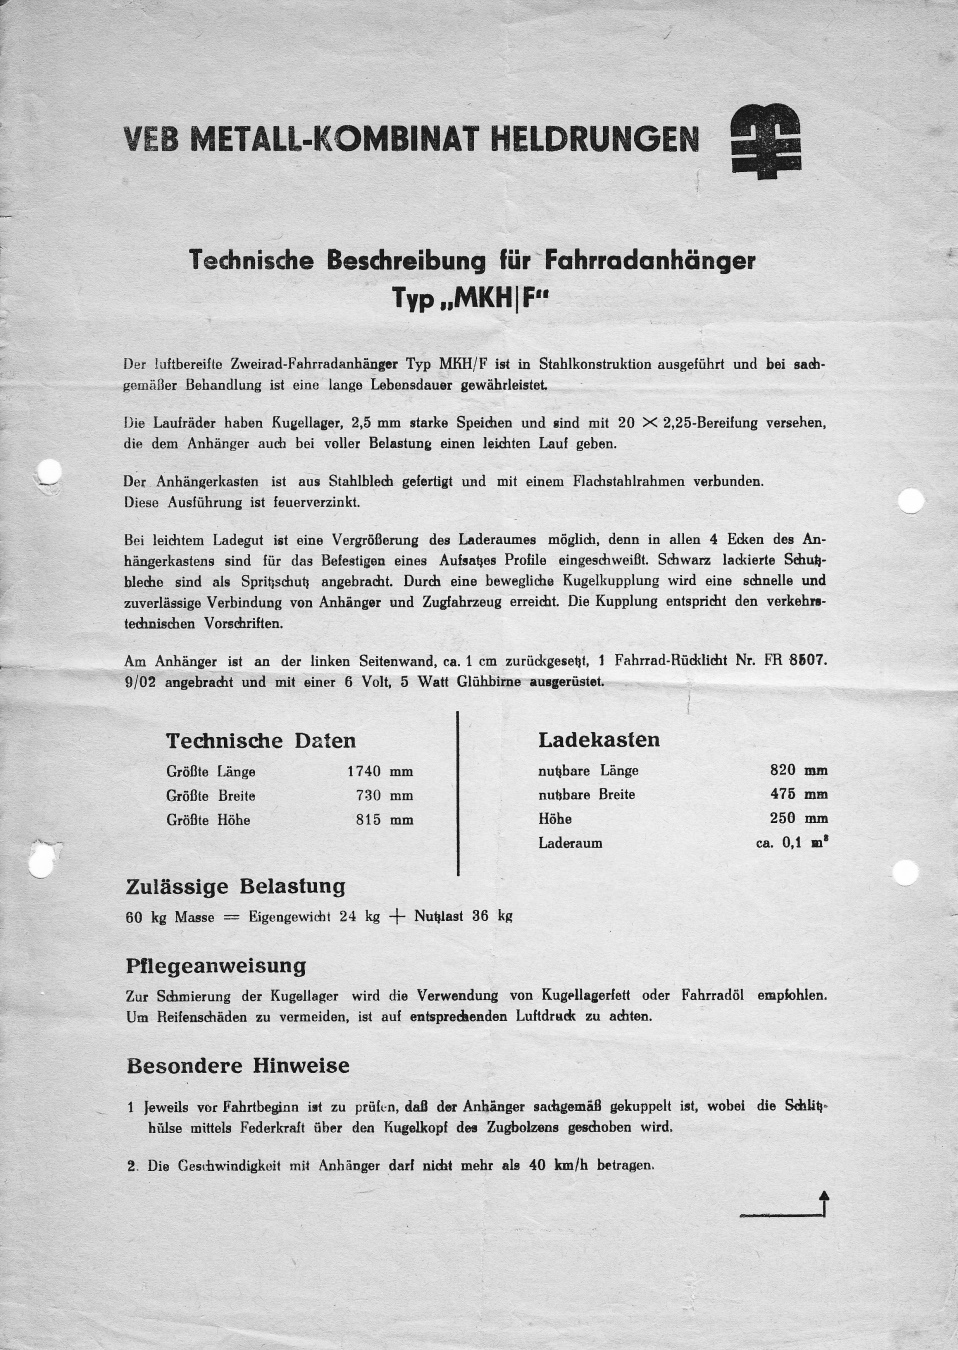 VEB METALL-KOMBINAT HELDRUNGEN
Technische Beschreibung für Fahrradanhänger
Typ „MKH|F“
Der luftbereifte Zweirad-Fahrradanhänger Typ MKH/F ist in Stahlkonstruktion ausgeführt und bei sach-
gemäßer Behandlung ist eine lange Lebensdauer gewährleistet.
Die Laufräder haben Kugellager, 2,5 mm starke Speichen und sind mit 20 × 2,25-Bereifung versehen,
die dem Anhänger auch bei voller Belastung einen leichten Lauf geben.
Der Anhängerkasten ist aus Stahlblech gefertigt und mit einem Flachstahlrahmen verbunden.
Diese Ausführung ist feuerverzinkt.
Bei leichtem Ladegut ist eine Vergrößerung des Laderaumes möglich, denn in allen 4 Ecken des An-
hängerkastens sind für das Befestigen eines Aufsatzes Profile eingeschweißt. Schwarz lackierte Schutz-
bleche sind als Spritzschutz angebracht. Durch eine bewegliche Kugelkupplung wird eine schnelle und
zuverlässige Verbindung von Anhänger und Zugfahrzeug erreicht. Die Kupplung entspricht den verkehrs-
technischen Vorschriften.
Am Anhänger ist an der linken Seitenwand, ca. 1 cm zurückgesetzt, 1 Fahrrad-Rücklicht Nr. FR 8507.
9/02 angebracht und mit einer 6 Volt, 5 Watt Glühbirne ausgerüstet.
Technische Daten
Größte Länge 1740 mm
Größte Breite 730 mm
Größte Höhe 815 mm
Ladekasten
nutzbare Länge 820 mm
nutzbare Breite 475 mm
Höhe 250 mm
Laderaum ca. 0,1 m³
Zulässige Belastung
60 kg Masse = Eigengewicht 24 kg + Nutzlast 36 kg
Pflegeanweisung
Zur Schmierung der Kugellager wird die Verwendung von Kugellagerfett oder Fahrradöl empfohlen.
Um Reifenschäden zu vermeiden, ist auf entsprechenden Luftdruck zu achten.
Besondere Hinweise
1 Jeweils vor Fahrtbeginn ist zu prüfen, daß der Anhänger sachgemäß gekuppelt ist, wobei die Schlitz-
hülse mittels Federkraft über den Kugelkopf des Zugbolzens geschoben wird.
2. Die Geschwindigkeit mit Anhänger darf nicht mehr als 40 km/h betragen.